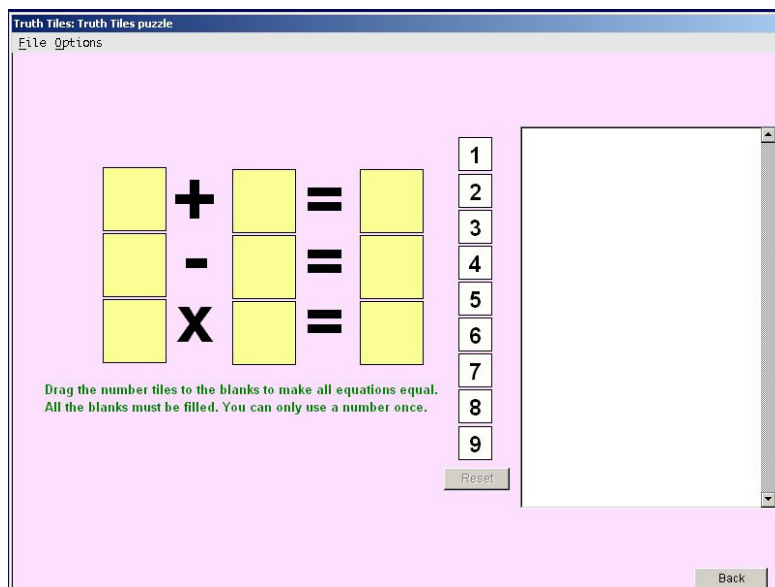 Truth Tiles: Truth Tiles puzzle
File Options
+ =
- =
x =
1
2
3
4
5
6
7
8
9
Drag the number tiles to the blanks to make all equations equal.
All the blanks must be filled. You can only use a number once.
Reset
Back